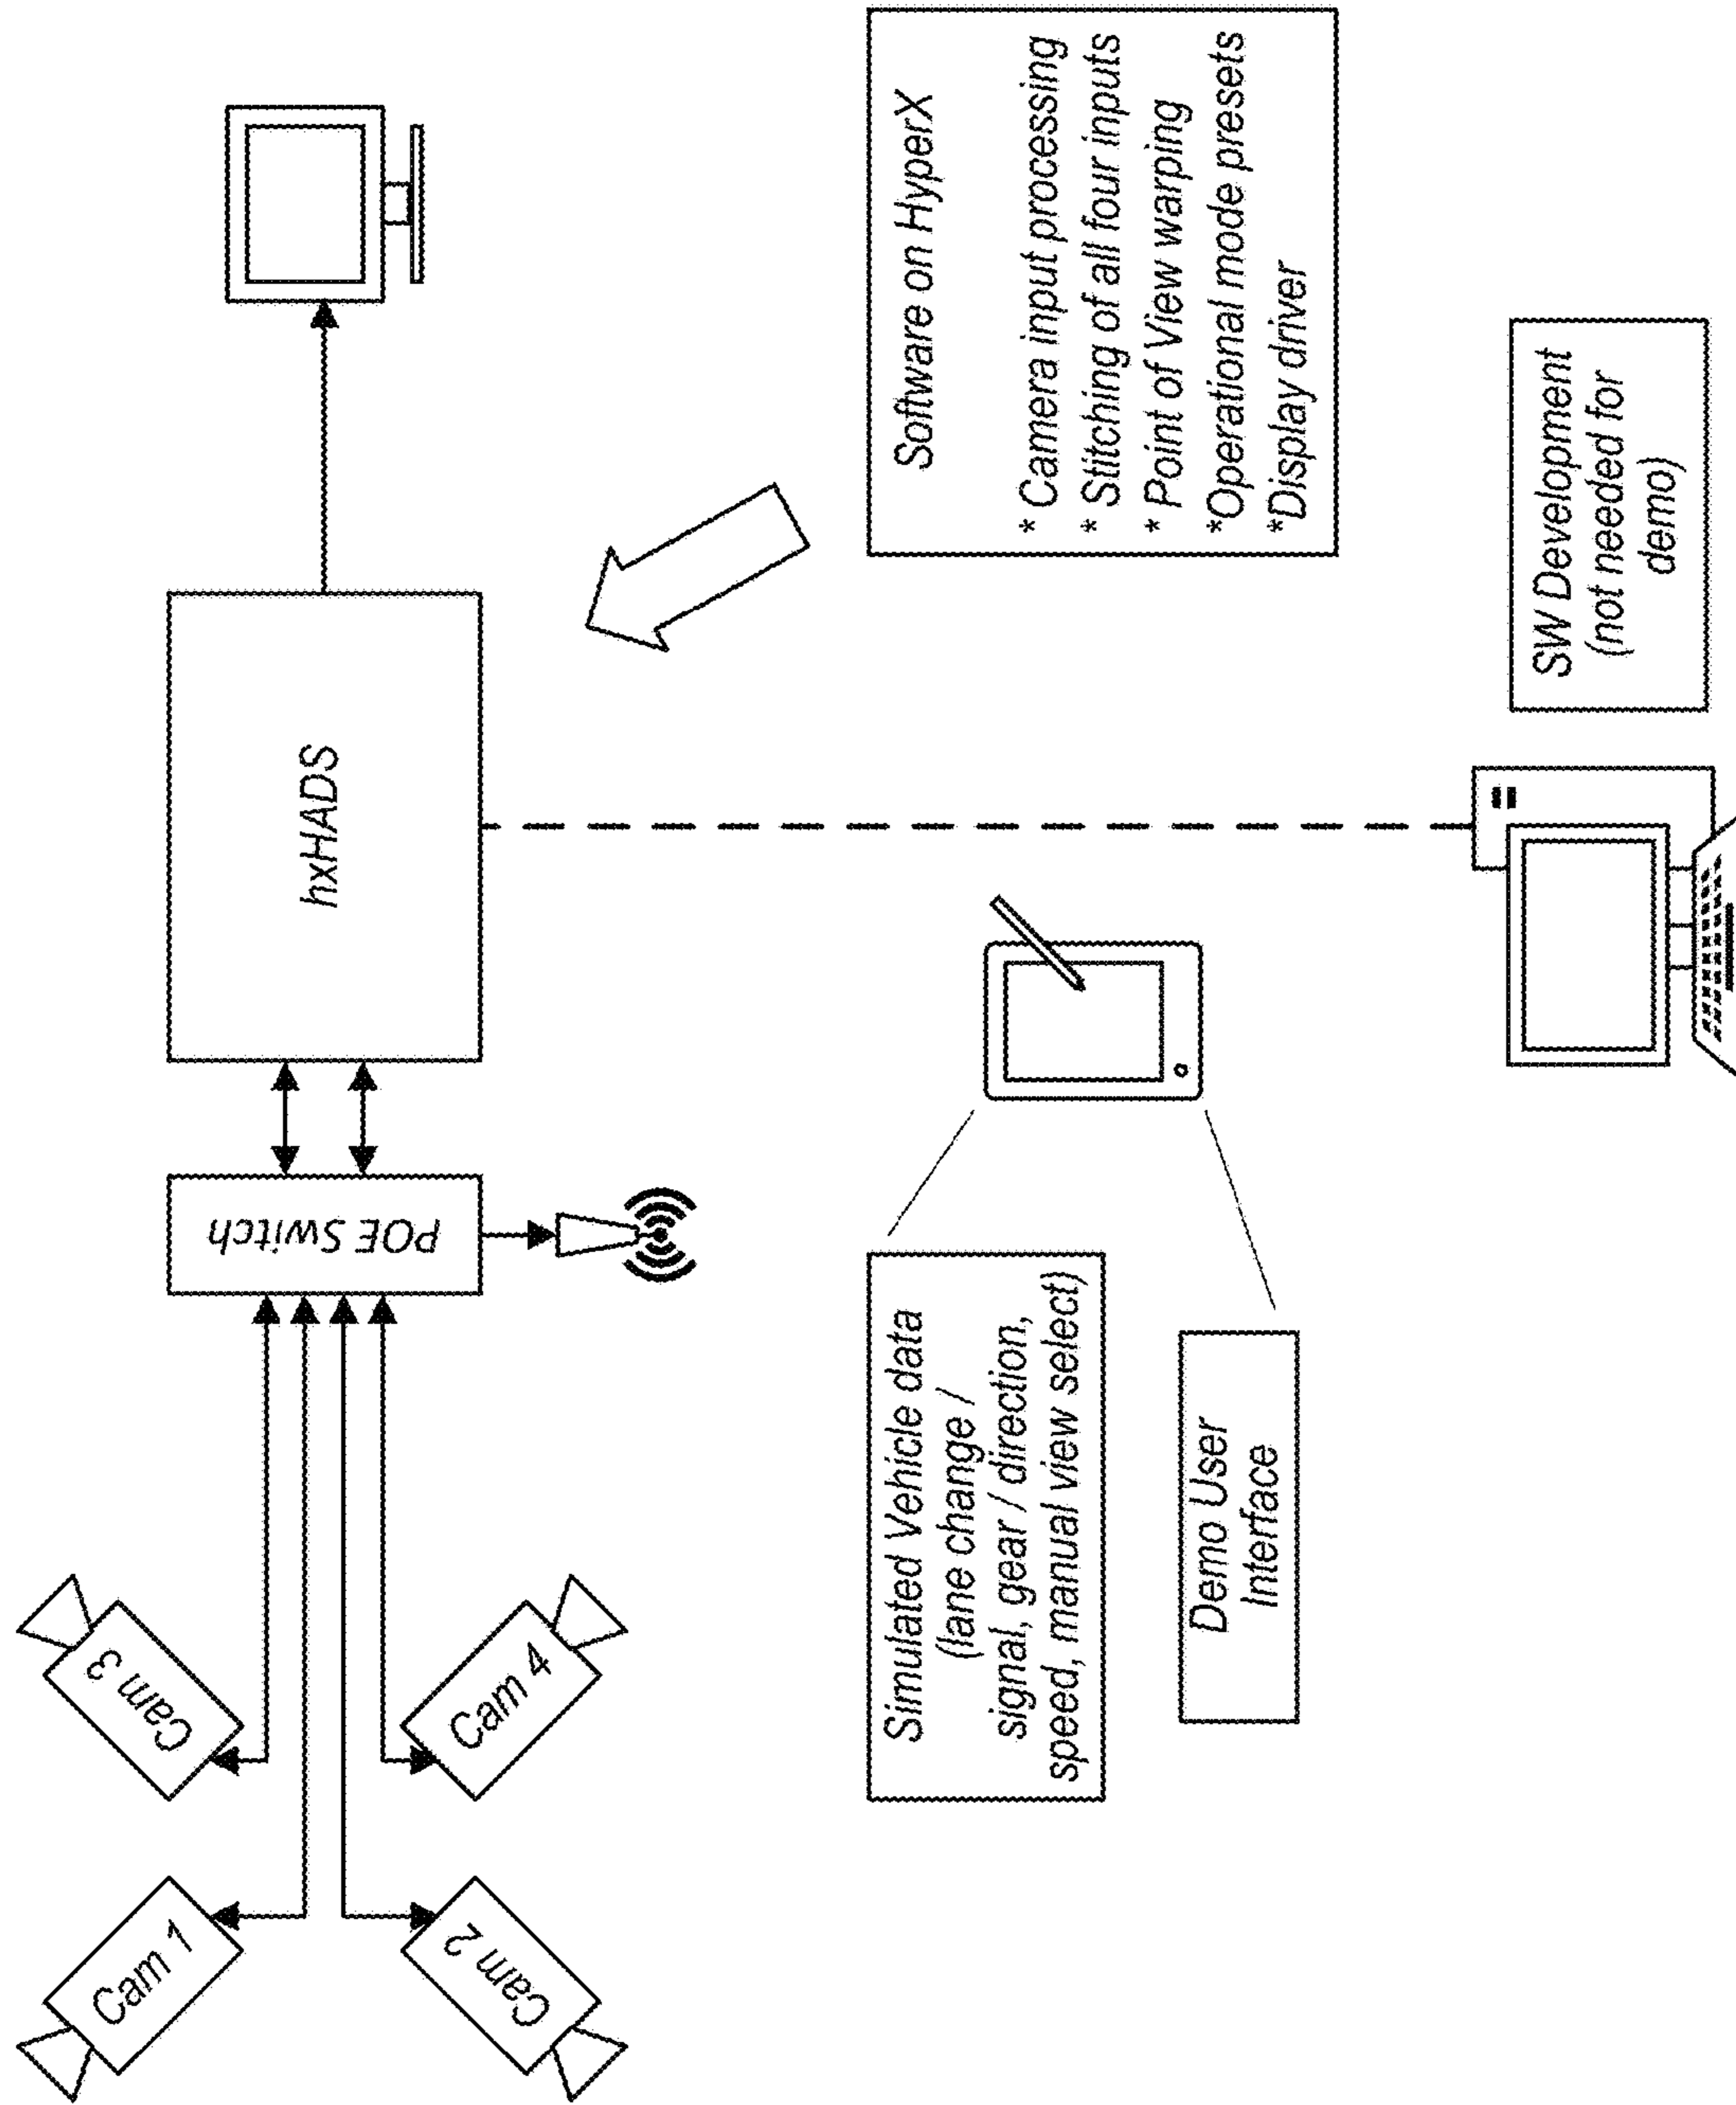 Cam 1
Cam 3
Cam 2
Cam 4
POE Switch
hxHADS
Simulated Vehicle data
(lane change /
signal, gear / direction,
speed, manual view select)
Demo User
Interface
Software on HyperX
* Camera input processing
* Stitching of all four inputs
* Point of View warping
*Operational mode presets
*Display driver
SW Development
(not needed for
demo)